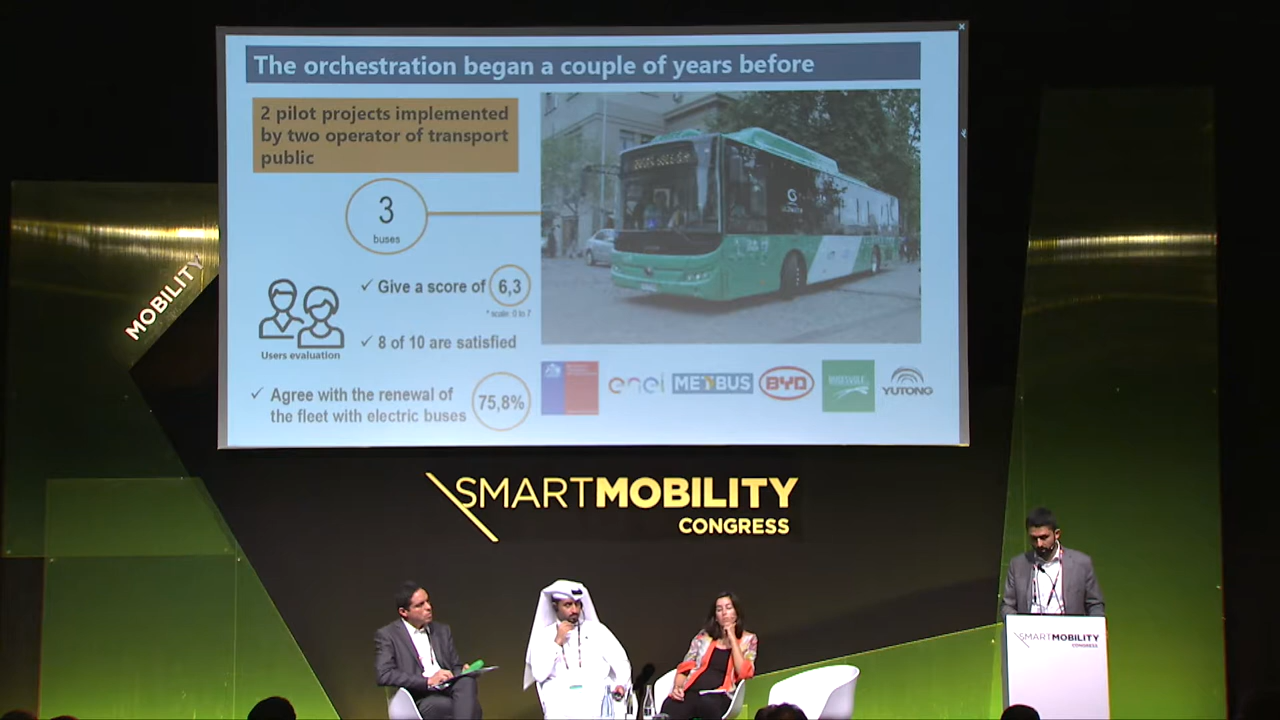 The orchestration began a couple of years before
2 pilot projects implemented
by two operator of transport
public
3
buses
Give a score of 6,3
* scale: 0 to 7
8 of 10 are satisfied
Users evaluation
Agree with the renewal of
the fleet with electric buses
75,8%
enel
METBUS
BYD
YUTONG
MOBILITY
SMARTMOBILITY
CONGRESS
SMARTMOBILITY
CONGRESS